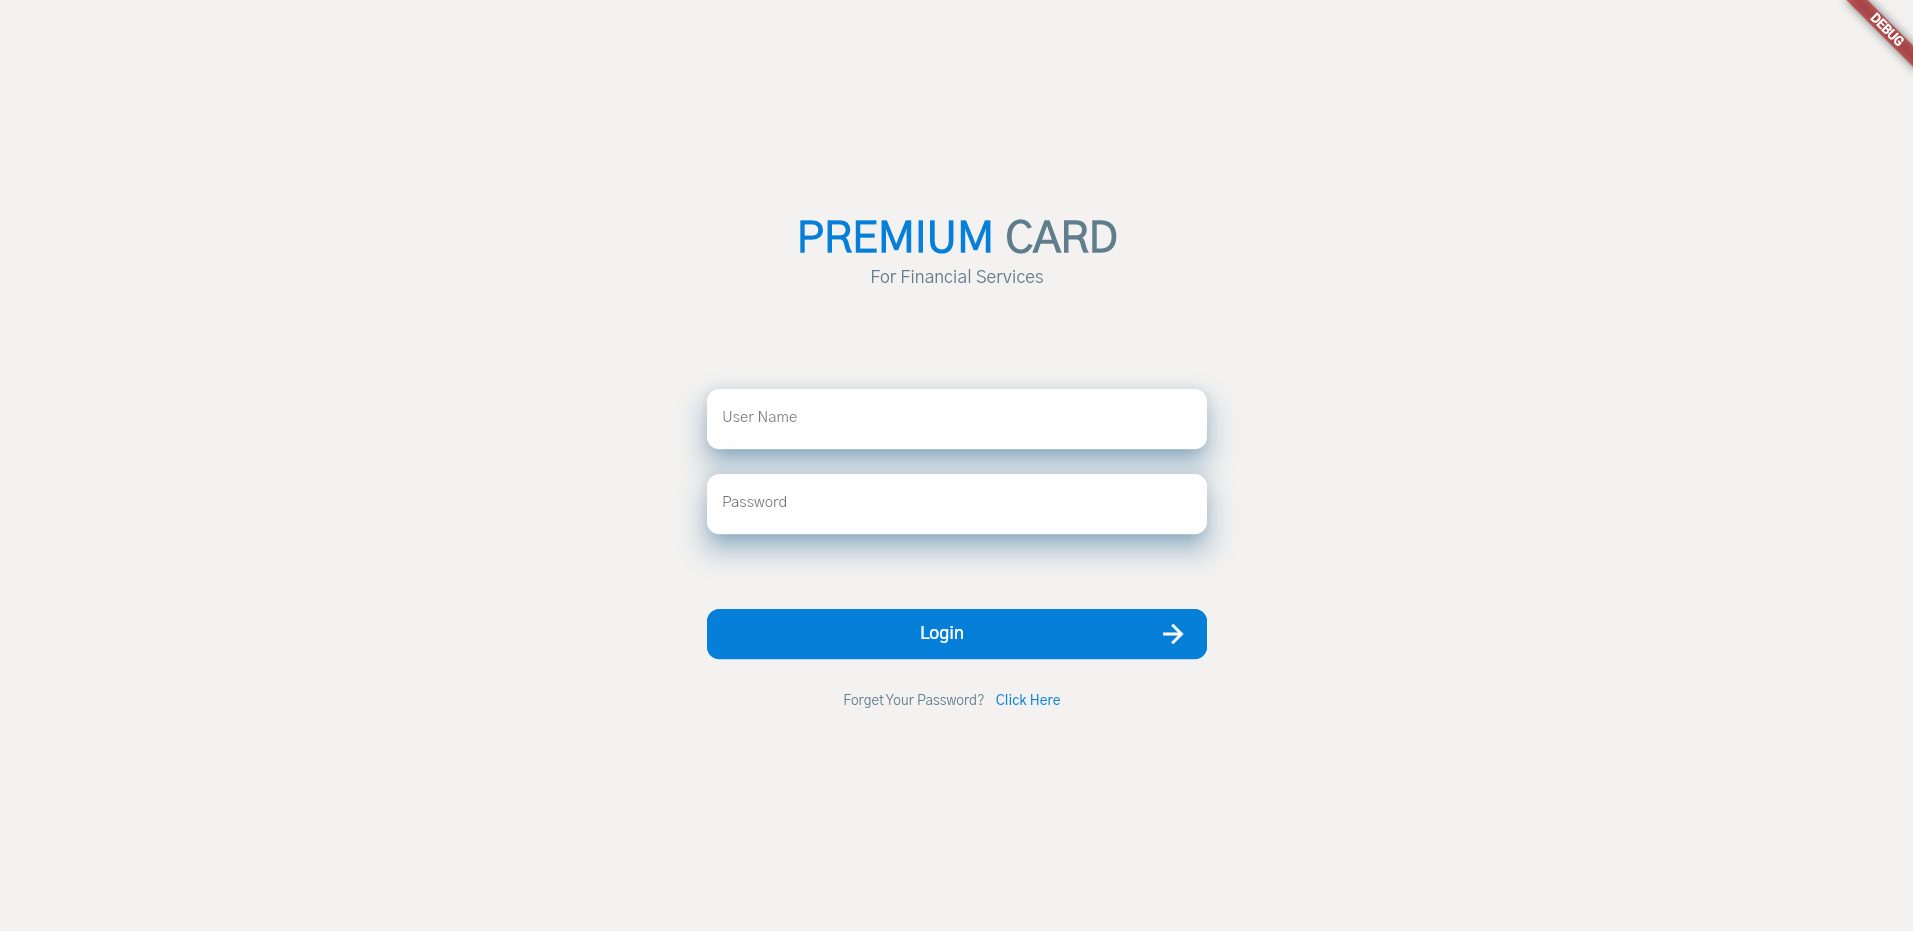 DEBUG
PREMIUM CARD
For Financial Services
User Name
Password
Login
Forget Your Password? Click Here